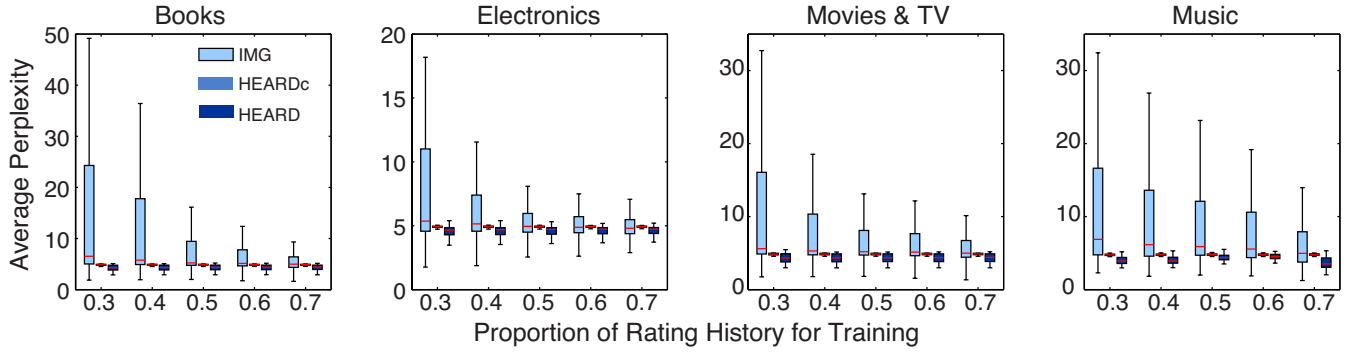 Books
Electronics
Movies & TV
Music
Average Perplexity
50
40
30
20
10
0
IMG
HEARDc
HEARD
0.3 0.4 0.5 0.6 0.7
20
15
10
5
0
0.3 0.4 0.5 0.6 0.7
30
20
10
0
0.3 0.4 0.5 0.6 0.7
30
20
10
0
0.3 0.4 0.5 0.6 0.7
Proportion of Rating History for Training